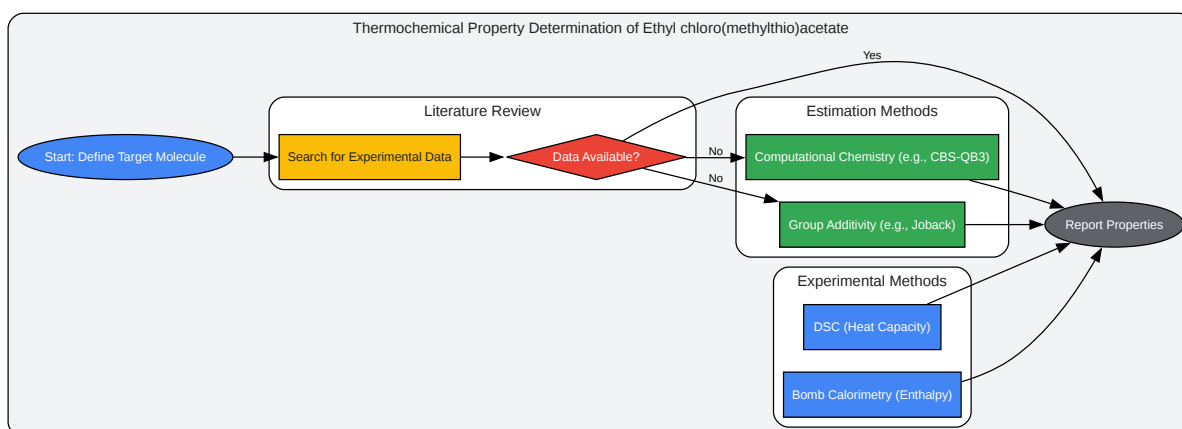 Thermochemical Property Determination of Ethyl chloro(methylthio)acetate
Yes
Literature Review
Estimation Methods
Start: Define Target Molecule
Search for Experimental Data
Data Available?
No
Computational Chemistry (e.g., CBS-QB3)
No
Group Additivity (e.g., Joback)
Report Properties
Experimental Methods
DSC (Heat Capacity)
Bomb Calorimetry (Enthalpy)